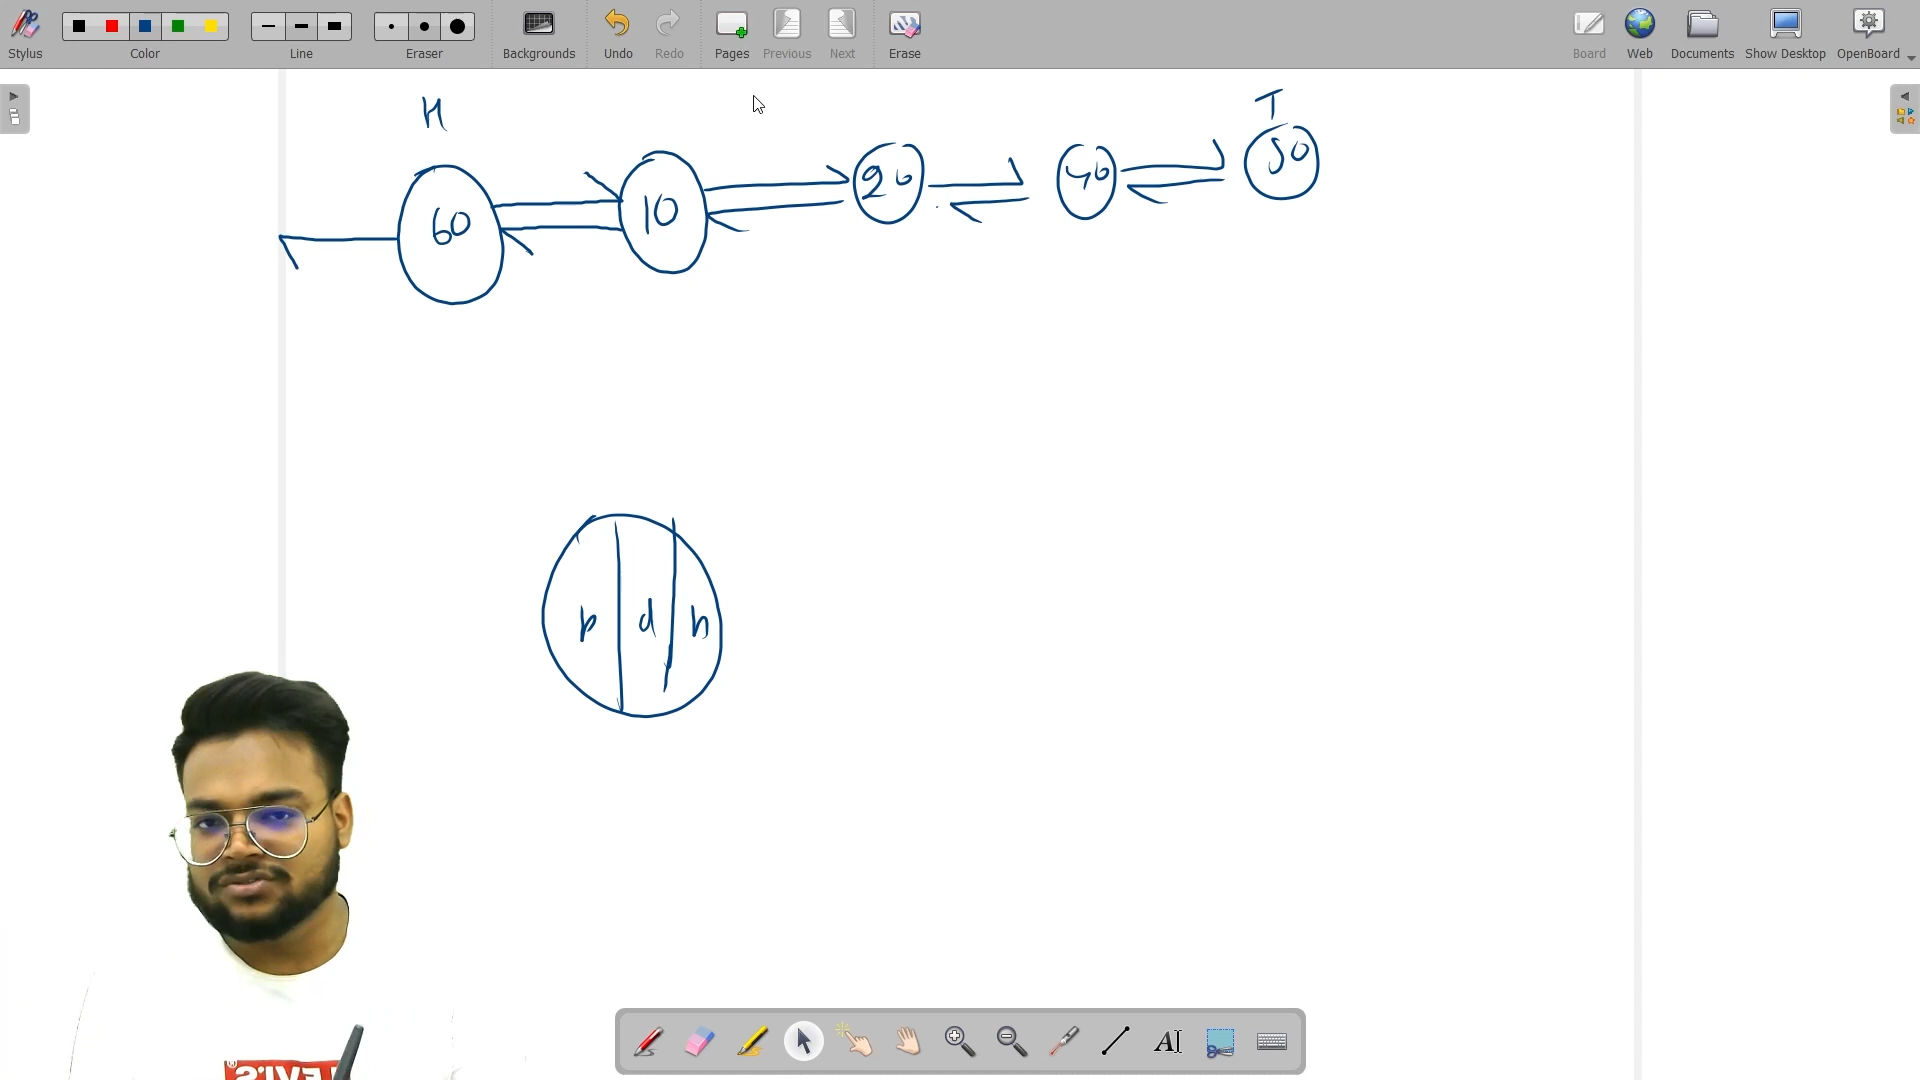 Stylus Color Line Eraser Backgrounds Undo Redo Pages Previous Next Erase Board Web Documents Show Desktop OpenBoard
H T
60 10 20 40 50
p d n
LEVI'S ®